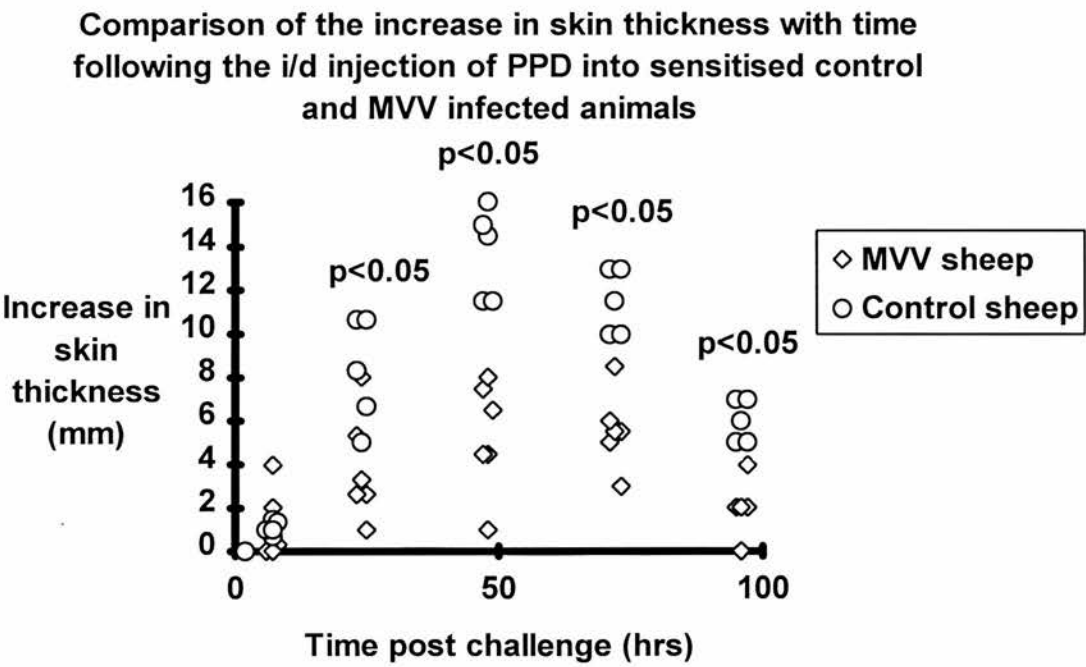 Comparison of the increase in skin thickness with time
following the i/d injection of PPD into sensitised control
and MVV infected animals
p<0.05
p<0.05
p<0.05
p<0.05
16
14
12
10
8
6
4
2
0
Increase in
skin
thickness
(mm)
MVV sheep
Control sheep
0
50
100
Time post challenge (hrs)